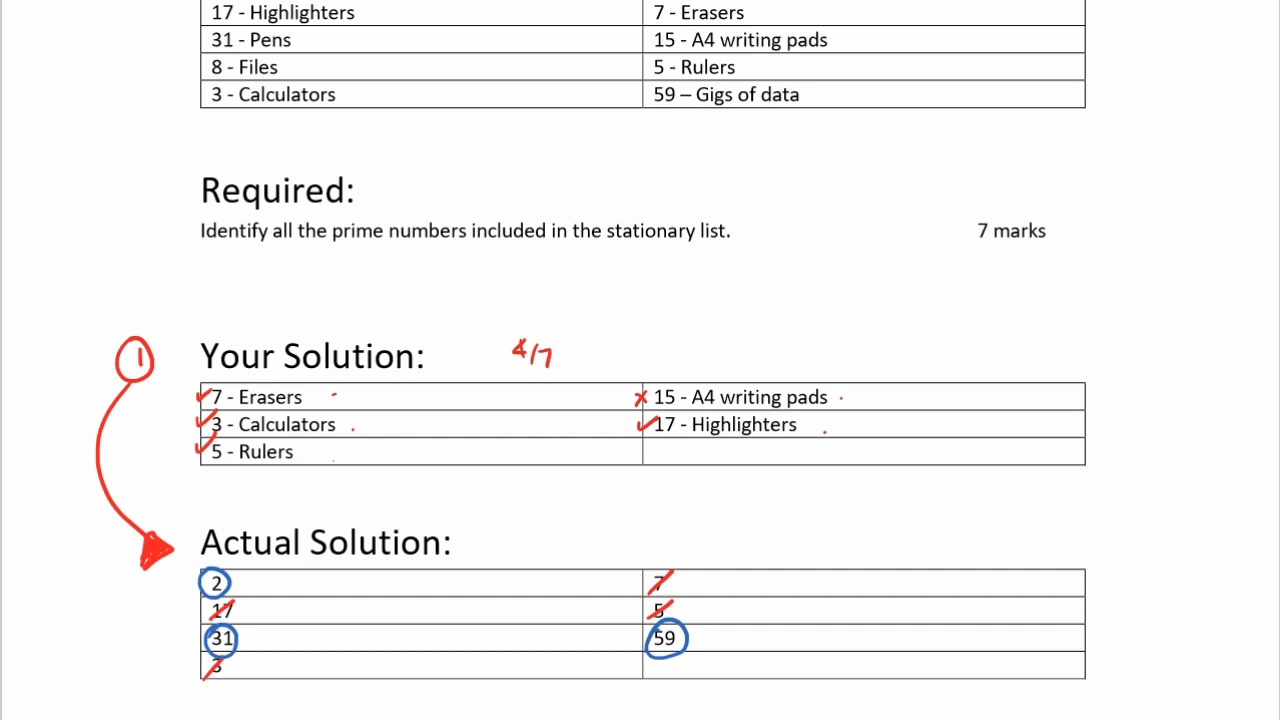 17 - Highlighters 7 - Erasers
31 - Pens 15 - A4 writing pads
8 - Files 5 - Rulers
3 - Calculators 59 – Gigs of data
Required:
Identify all the prime numbers included in the stationary list. 7 marks
1 Your Solution: 4/7
7 - Erasers 15 - A4 writing pads
3 - Calculators 17 - Highlighters
5 - Rulers
Actual Solution:
2 7
17 5
31 59
3